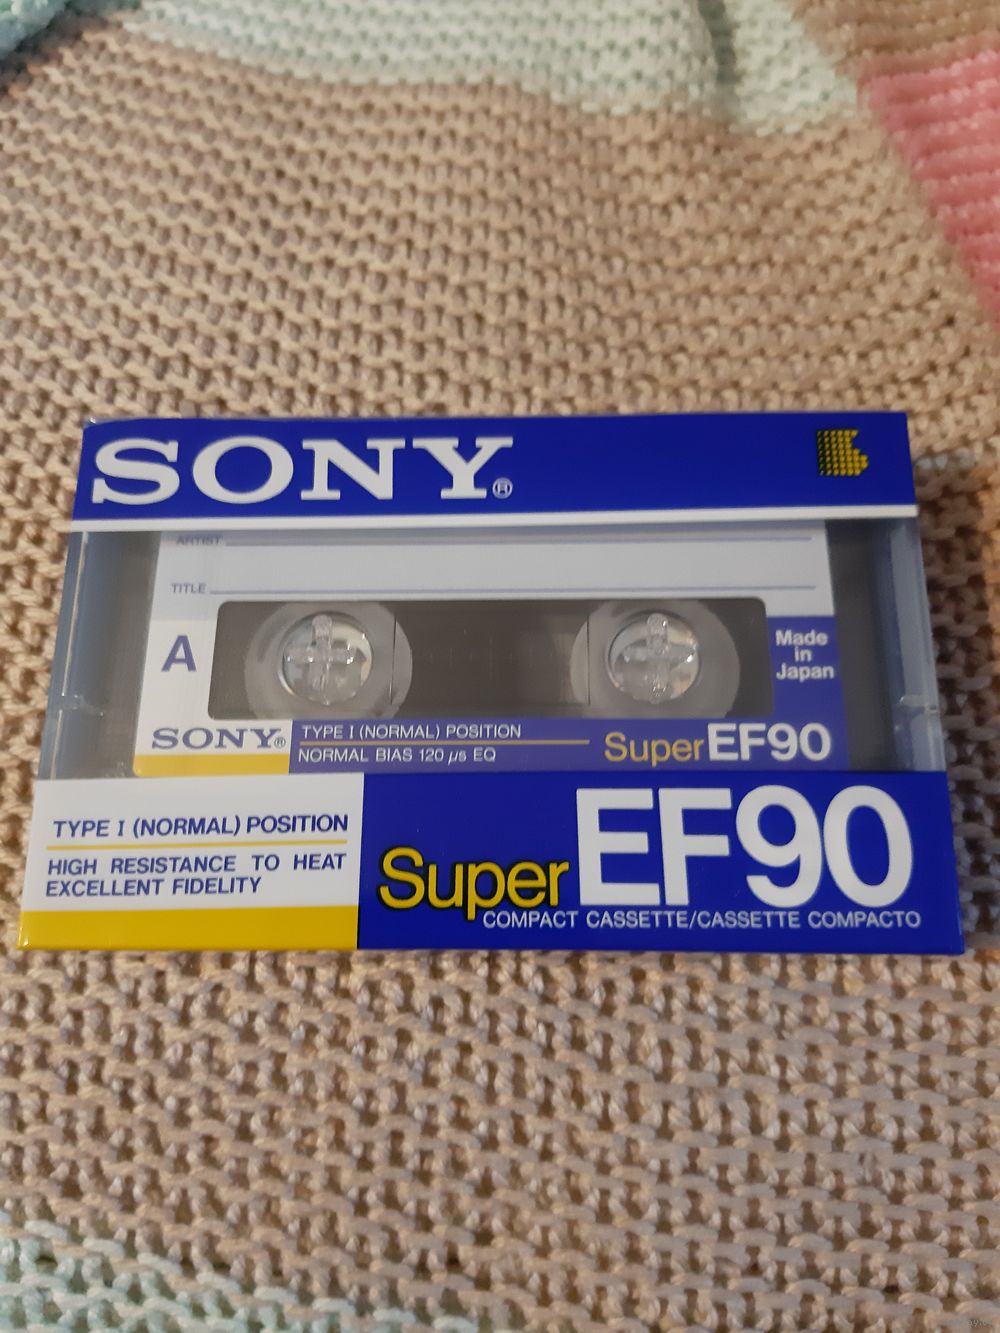 SONY®
ARTIST
TITLE
A
Made
in
Japan
SONY®
TYPE I (NORMAL) POSITION
NORMAL BIAS 120 µs EQ
Super EF90
TYPE I (NORMAL) POSITION
HIGH RESISTANCE TO HEAT
EXCELLENT FIDELITY
Super EF90
COMPACT CASSETTE/CASSETTE COMPACTO